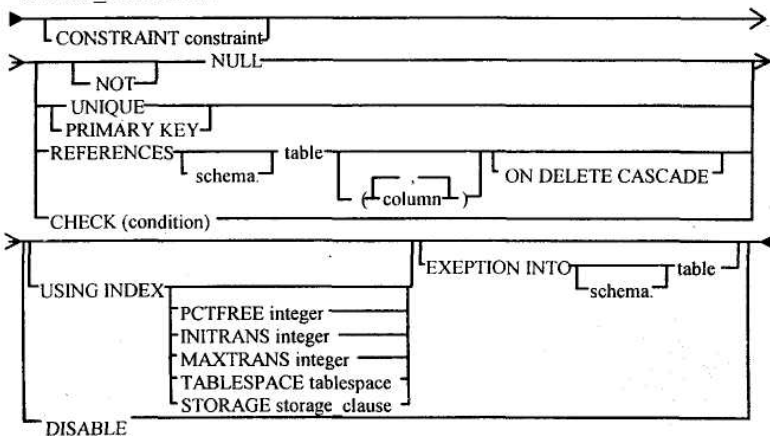 CONSTRAINT constraint
NULL
NOT
UNIQUE
PRIMARY KEY
REFERENCES table
schema.
,
( column )
ON DELETE CASCADE
CHECK (condition)
USING INDEX
PCTFREE integer
INITRANS integer
MAXTRANS integer
TABLESPACE tablespace
STORAGE storage_clause
EXEPTION INTO table
schema.
DISABLE